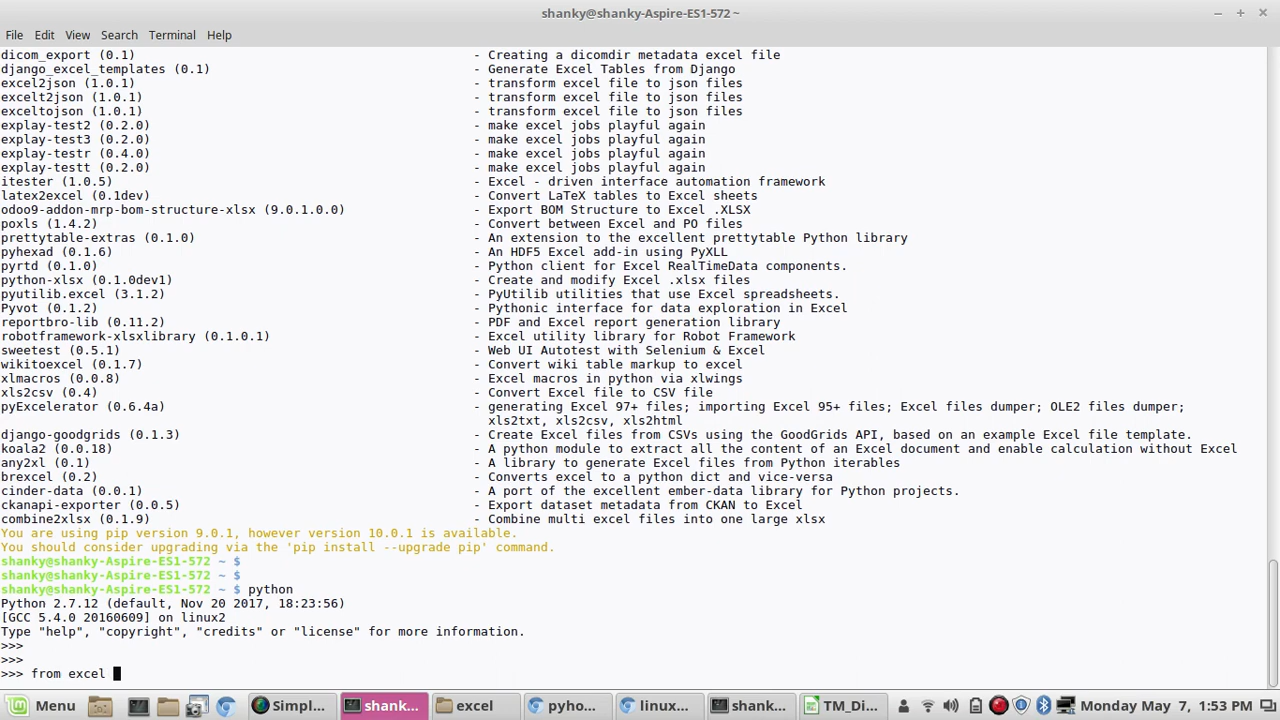 shanky@shanky-Aspire-ES1-572 ~
File Edit View Search Terminal Help
dicom_export (0.1) - Creating a dicomdir metadata excel file
django_excel_templates (0.1) - Generate Excel Tables from Django
excel2json (1.0.1) - transform excel file to json files
excelt2json (1.0.1) - transform excel file to json files
exceltojson (1.0.1) - transform excel file to json files
explay-test2 (0.2.0) - make excel jobs playful again
explay-test3 (0.2.0) - make excel jobs playful again
explay-testr (0.4.0) - make excel jobs playful again
explay-testt (0.2.0) - make excel jobs playful again
itester (1.0.5) - Excel - driven interface automation framework
latex2excel (0.1dev) - Convert LaTeX tables to Excel sheets
odoo9-addon-mrp-bom-structure-xlsx (9.0.1.0.0) - Export BOM Structure to Excel .XLSX
poxls (1.4.2) - Convert between Excel and PO files
prettytable-extras (0.1.0) - An extension to the excellent prettytable Python library
pyhexad (0.1.6) - An HDF5 Excel add-in using PyXLL
pyrtd (0.1.0) - Python client for Excel RealTimeData components.
python-xlsx (0.1.0dev1) - Create and modify Excel .xlsx files
pyutilib.excel (3.1.2) - PyUtilib utilities that use Excel spreadsheets.
Pyvot (0.1.2) - Pythonic interface for data exploration in Excel
reportbro-lib (0.11.2) - PDF and Excel report generation library
robotframework-xlsxlibrary (0.1.0.1) - Excel utility library for Robot Framework
sweetest (0.5.1) - Web UI Autotest with Selenium & Excel
wikitoexcel (0.1.7) - Convert wiki table markup to excel
xlmacros (0.0.8) - Excel macros in python via xlwings
xls2csv (0.4) - Convert Excel file to CSV file
pyExcelerator (0.6.4a) - generating Excel 97+ files; importing Excel 95+ files; Excel files dumper; OLE2 files dumper;
xls2txt, xls2csv, xls2html
django-goodgrids (0.1.3) - Create Excel files from CSVs using the GoodGrids API, based on an example Excel file template.
koala2 (0.0.18) - A python module to extract all the content of an Excel document and enable calculation without Excel
any2xl (0.1) - A library to generate Excel files from Python iterables
brexcel (0.2) - Converts excel to a python dict and vice-versa
cinder-data (0.0.1) - A port of the excellent ember-data library for Python projects.
ckanapi-exporter (0.0.5) - Export dataset metadata from CKAN to Excel
combine2xlsx (0.1.9) - Combine multi excel files into one large xlsx
You are using pip version 9.0.1, however version 10.0.1 is available.
You should consider upgrading via the 'pip install --upgrade pip' command.
shanky@shanky-Aspire-ES1-572 ~ $
shanky@shanky-Aspire-ES1-572 ~ $
shanky@shanky-Aspire-ES1-572 ~ $ python
Python 2.7.12 (default, Nov 20 2017, 18:23:56)
[GCC 5.4.0 20160609] on linux2
Type "help", "copyright", "credits" or "license" for more information.
>>>
>>>
>>> from excel
Menu Simpl... shank... excel pyho... linux... shank... TM_Di... Monday May 7, 1:53 PM